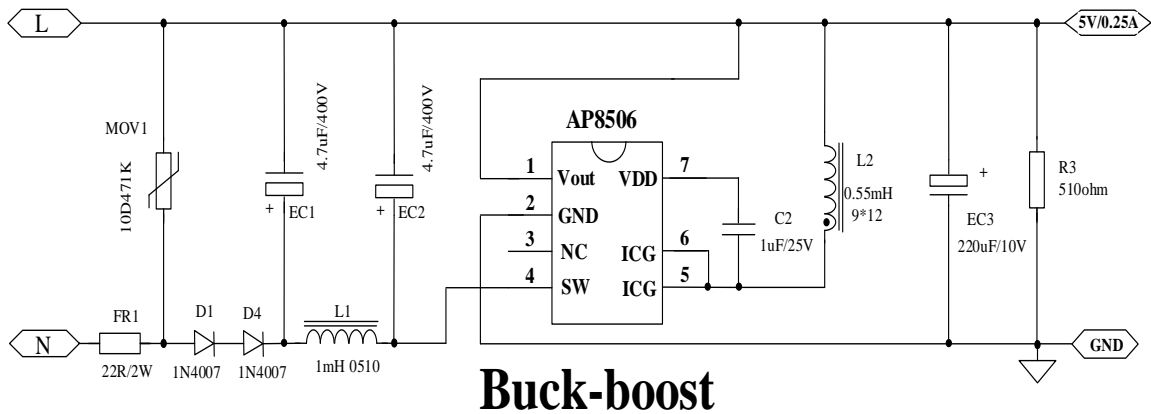 L
5V/0.25A
MOV1
10D471K
4.7uF/400V
EC1
+
4.7uF/400V
EC2
+
AP8506
1
Vout
2
GND
3
NC
4
SW
VDD
7
ICG
6
ICG
5
C2
1uF/25V
L2
0.55mH
9*12
+
EC3
220uF/10V
R3
510ohm
N
FR1
22R/2W
D1
1N4007
D4
1N4007
L1
1mH 0510
GND
Buck-boost